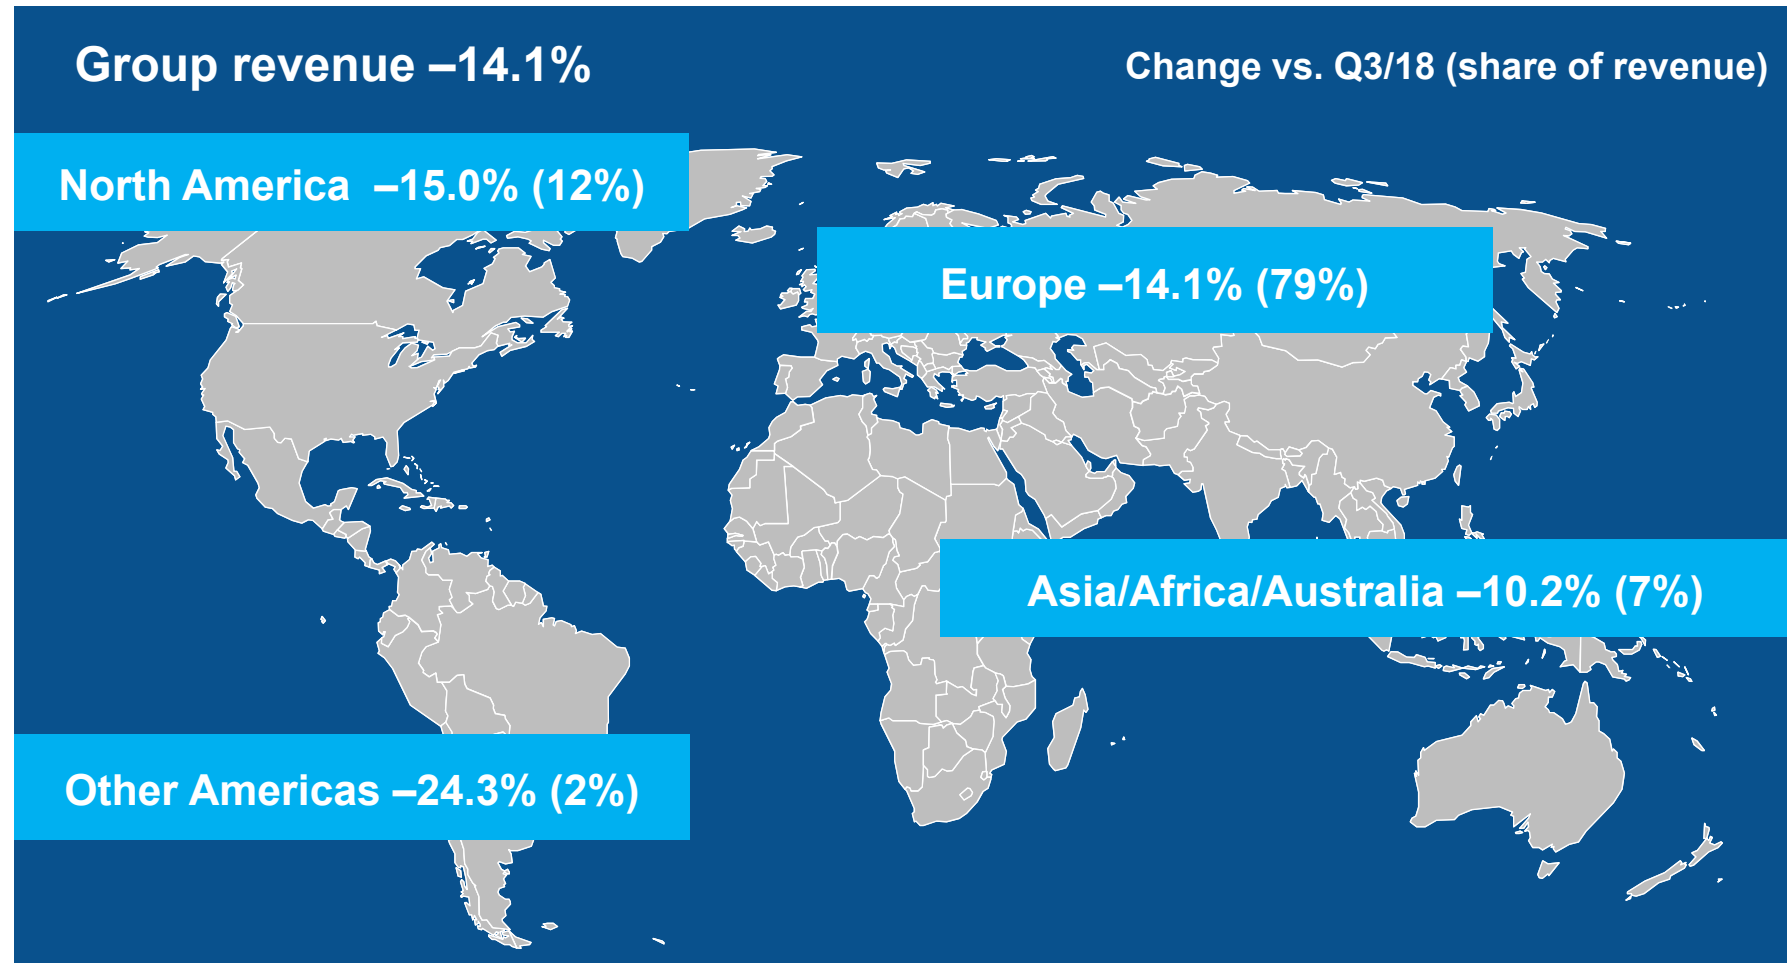 Group revenue –14.1%
Change vs. Q3/18 (share of revenue)
North America –15.0% (12%)
Europe –14.1% (79%)
Asia/Africa/Australia –10.2% (7%)
Other Americas –24.3% (2%)